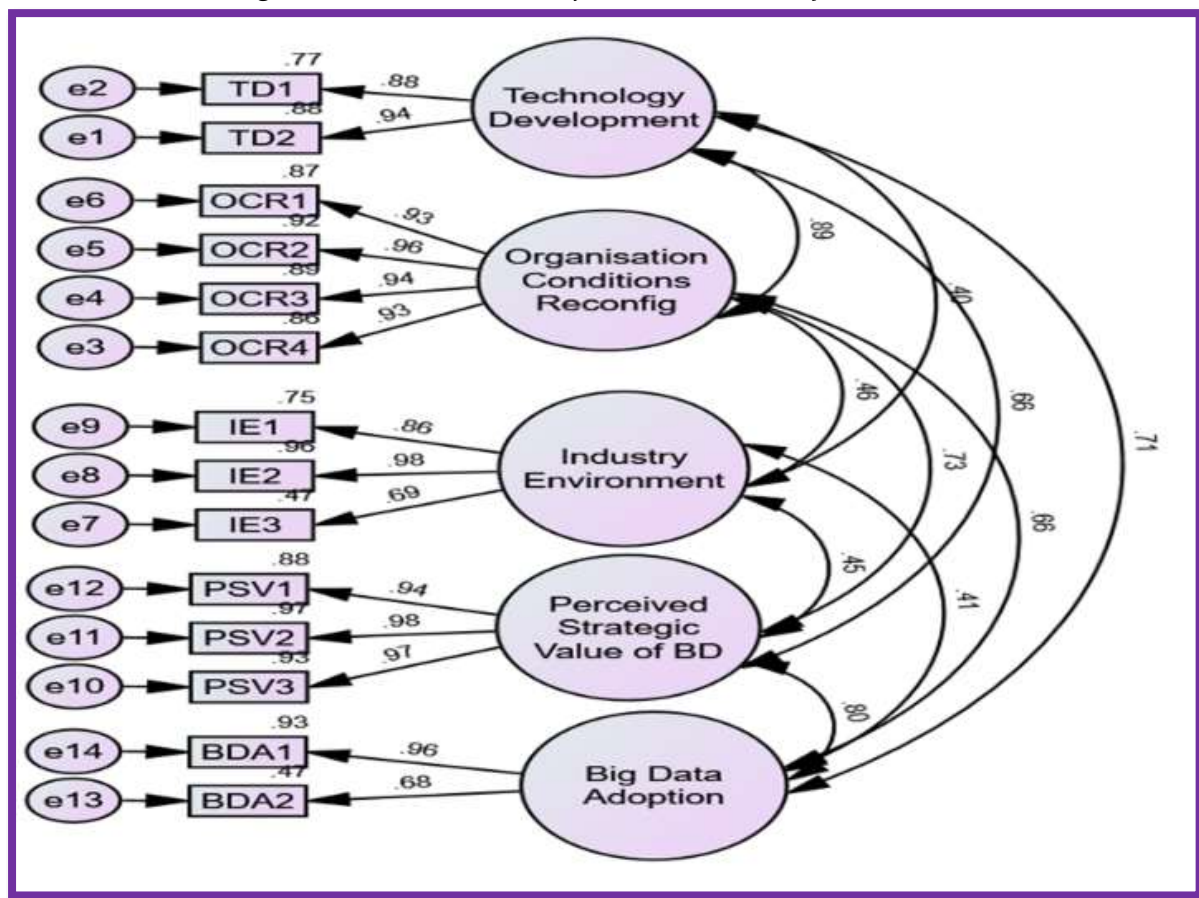 .77
e2
TD1
.88
Technology
Development
.88
e1
TD2
.94
.87
e6
OCR1
.93
.92
e5
OCR2
.96
Organisation
Conditions
Reconfig
.89
e4
OCR3
.94
.86
e3
OCR4
.93
.75
e9
IE1
.86
.96
e8
IE2
.98
Industry
Environment
.47
e7
IE3
.69
.88
e12
PSV1
.94
.97
e11
PSV2
.98
Perceived
Strategic
Value of BD
.93
e10
PSV3
.97
.93
e14
BDA1
.96
.47
e13
BDA2
.68
Big Data
Adoption
.89
.40
.46
.66
.73
.71
.66
.45
.41
.80